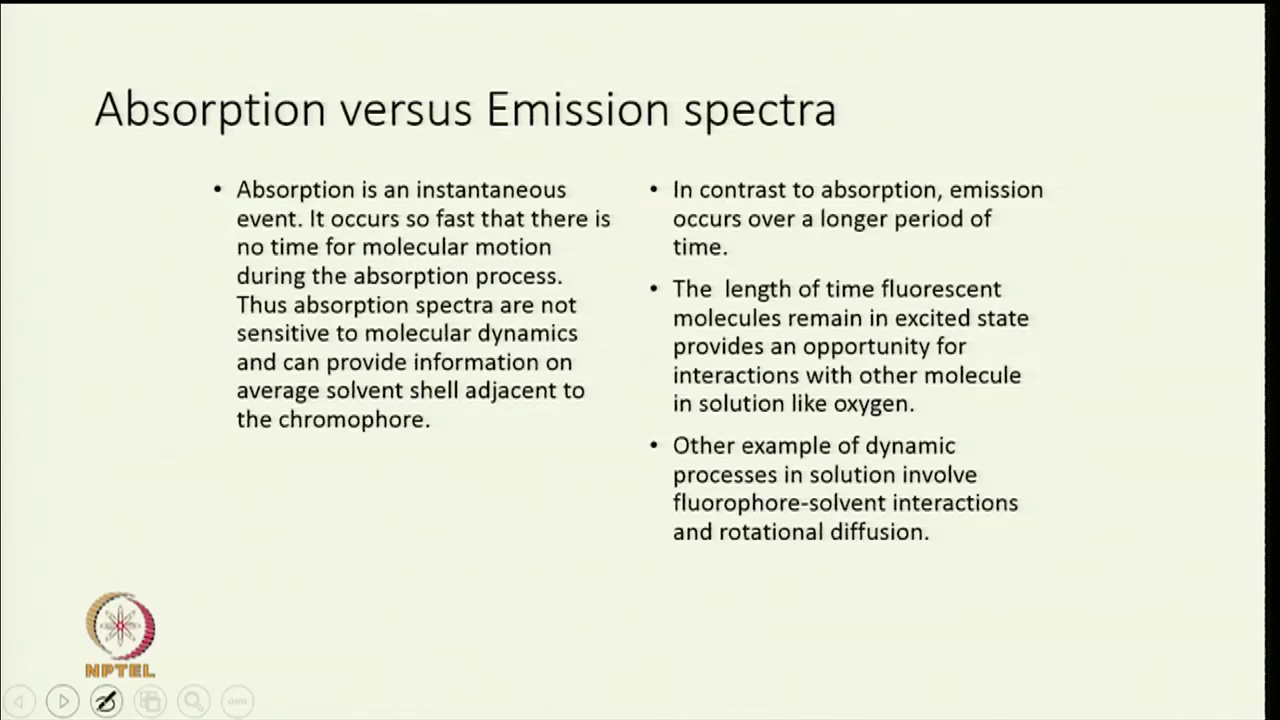 Absorption versus Emission spectra
• Absorption is an instantaneous
event. It occurs so fast that there is
no time for molecular motion
during the absorption process.
Thus absorption spectra are not
sensitive to molecular dynamics
and can provide information on
average solvent shell adjacent to
the chromophore.
• In contrast to absorption, emission
occurs over a longer period of
time.
• The length of time fluorescent
molecules remain in excited state
provides an opportunity for
interactions with other molecule
in solution like oxygen.
• Other example of dynamic
processes in solution involve
fluorophore-solvent interactions
and rotational diffusion.
NPTEL